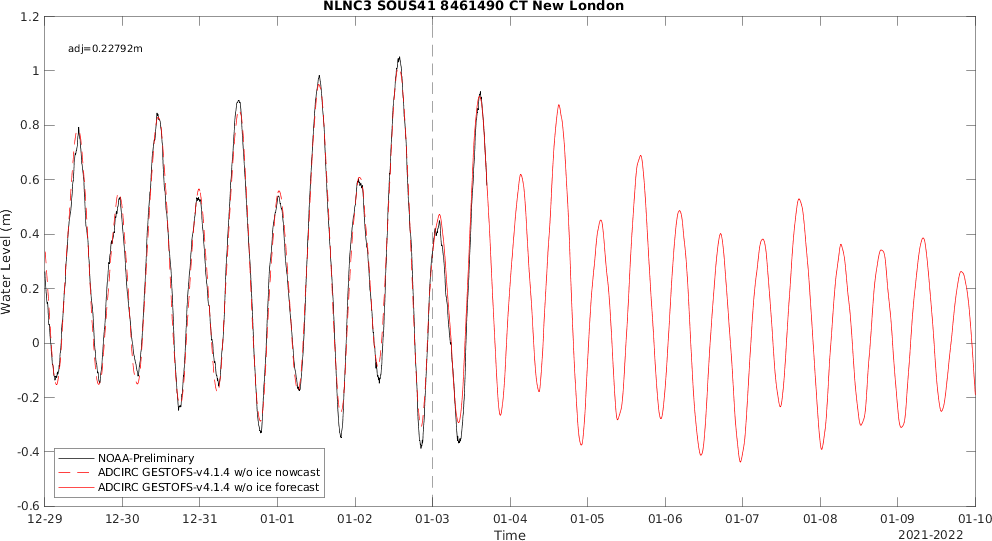 NLNC3 SOUS41 8461490 CT New London
adj=0.22792m
1.2
1
0.8
0.6
0.4
0.2
0
-0.2
-0.4
-0.6
Water Level (m)
NOAA-Preliminary
ADCIRC GESTOFS-v4.1.4 w/o ice nowcast
ADCIRC GESTOFS-v4.1.4 w/o ice forecast
12-29 12-30 12-31 01-01 01-02 01-03 01-04 01-05 01-06 01-07 01-08 01-09 01-10
Time
2021-2022